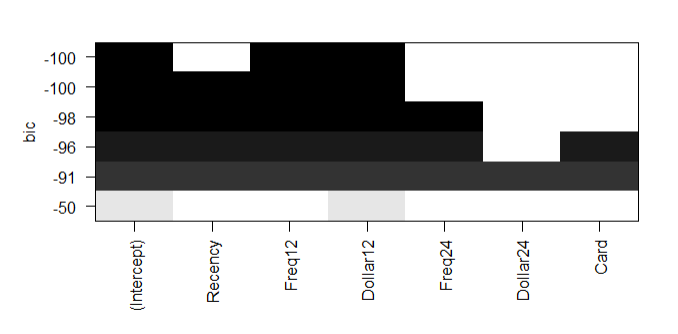 bic
-100
-100
-98
-96
-91
-50
(Intercept)
Recency
Freq12
Dollar12
Freq24
Dollar24
Card